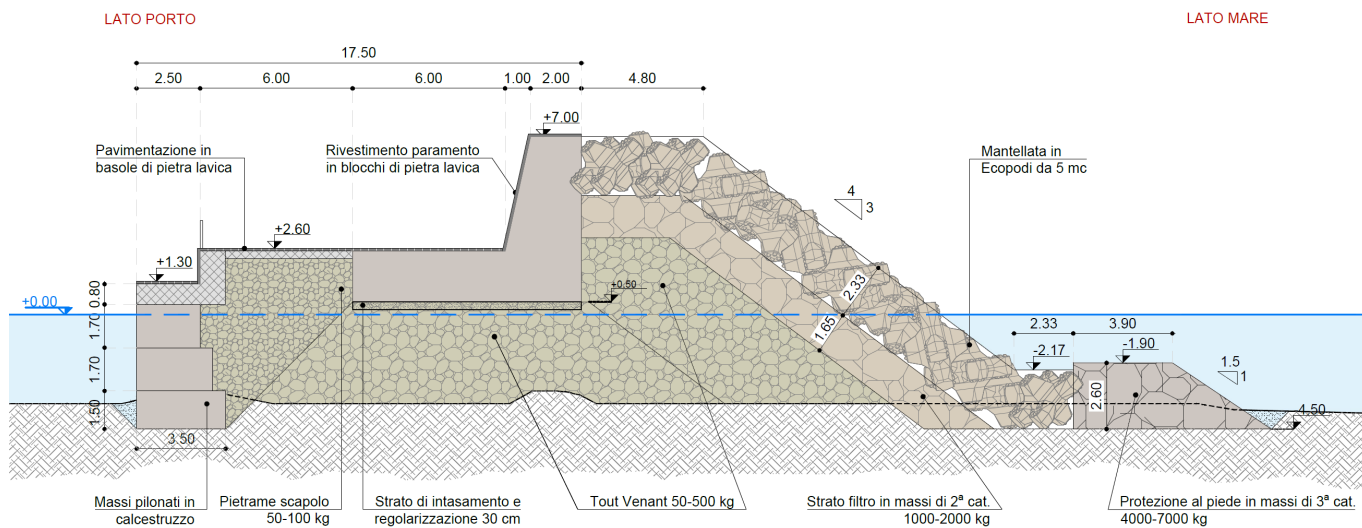 LATO PORTO
LATO MARE
17.50
2.50
6.00
6.00
1.00
2.00
4.80
+7.00
Pavimentazione in
basole di pietra lavica
Rivestimento paramento
in blocchi di pietra lavica
Mantellata in
Ecopodi da 5 mc
4
3
+2.60
+1.30
+0.50
+0.00
0.80
1.70
1.70
1.50
3.50
2.33
1.65
2.33
3.90
-2.17
-1.90
1.5
1
2.60
-4.50
Massi pilonati in
calcestruzzo
Pietrame scapolo
50-100 kg
Strato di intasamento e
regolarizzazione 30 cm
Tout Venant 50-500 kg
Strato filtro in massi di 2ª cat.
1000-2000 kg
Protezione al piede in massi di 3ª cat.
4000-7000 kg